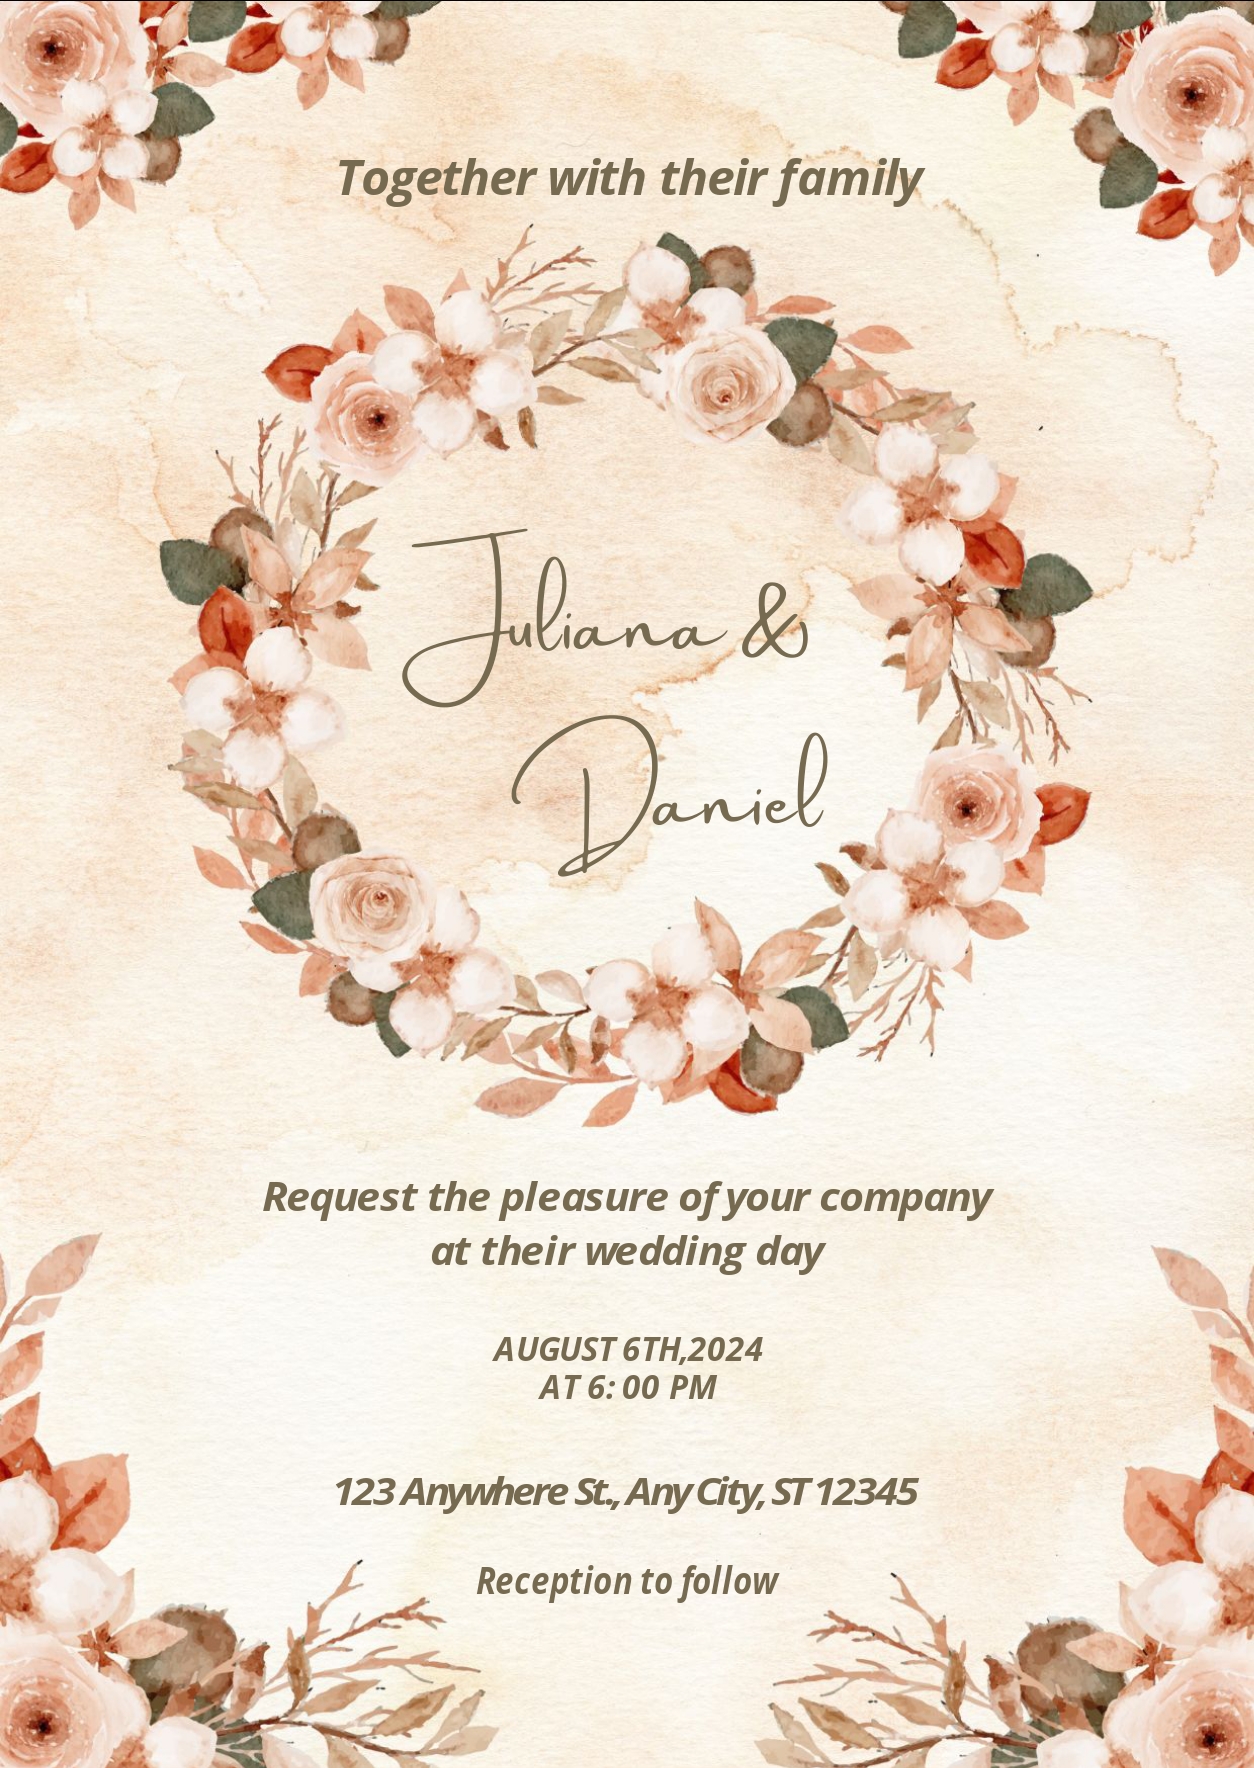 Together with their family
Juliana &
Daniel
Request the pleasure of your company
at their wedding day
AUGUST 6TH,2024
AT 6: 00 PM
123 Anywhere St., Any City, ST 12345
Reception to follow